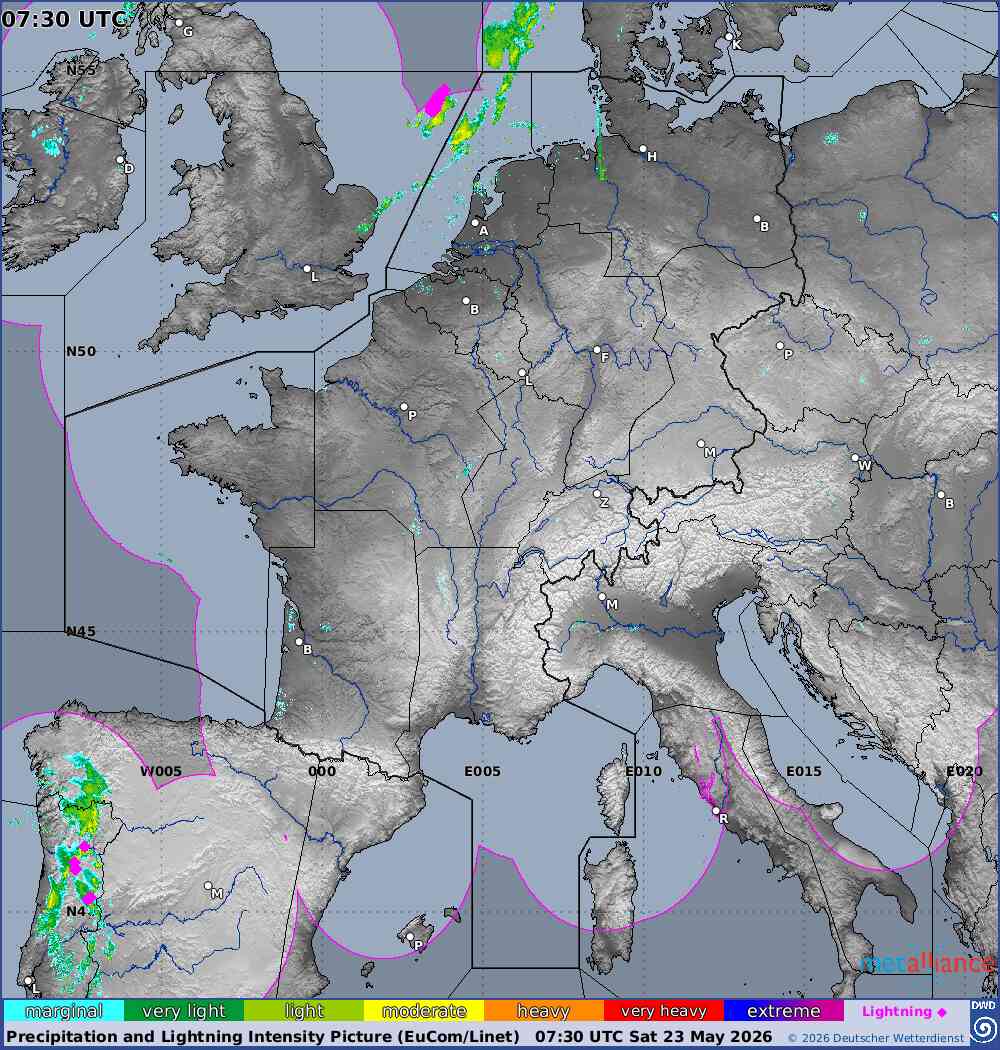 07:30 UTC
G
K
N55
D
H
A
B
L
B
N50
F
P
L
P
M
W
Z
B
M
N45
B
W005
000
E005
E010
E015
E020
R
M
N4
P
L
metalliance
marginal very light light moderate heavy very heavy extreme Lightning ◆ DWD
Precipitation and Lightning Intensity Picture (EuCom/Linet) 07:30 UTC Sat 23 May 2026 © 2026 Deutscher Wetterdienst